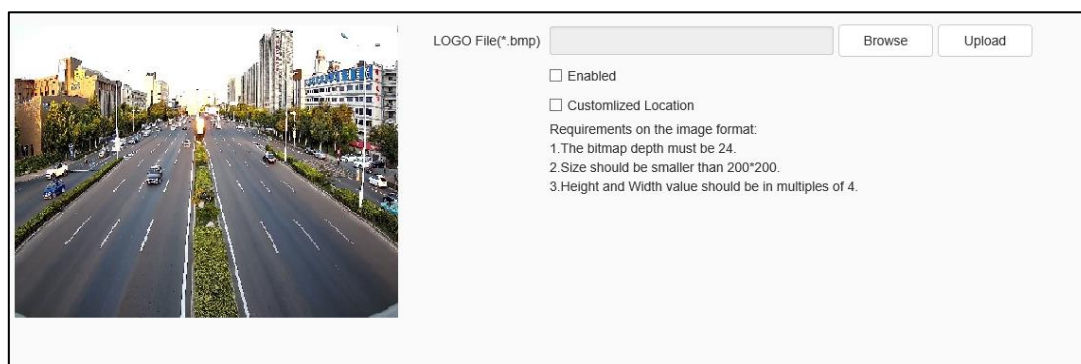 LOGO File(*.bmp) Browse Upload
Enabled
Customlized Location
Requirements on the image format:
1.The bitmap depth must be 24.
2.Size should be smaller than 200*200.
3.Height and Width value should be in multiples of 4.